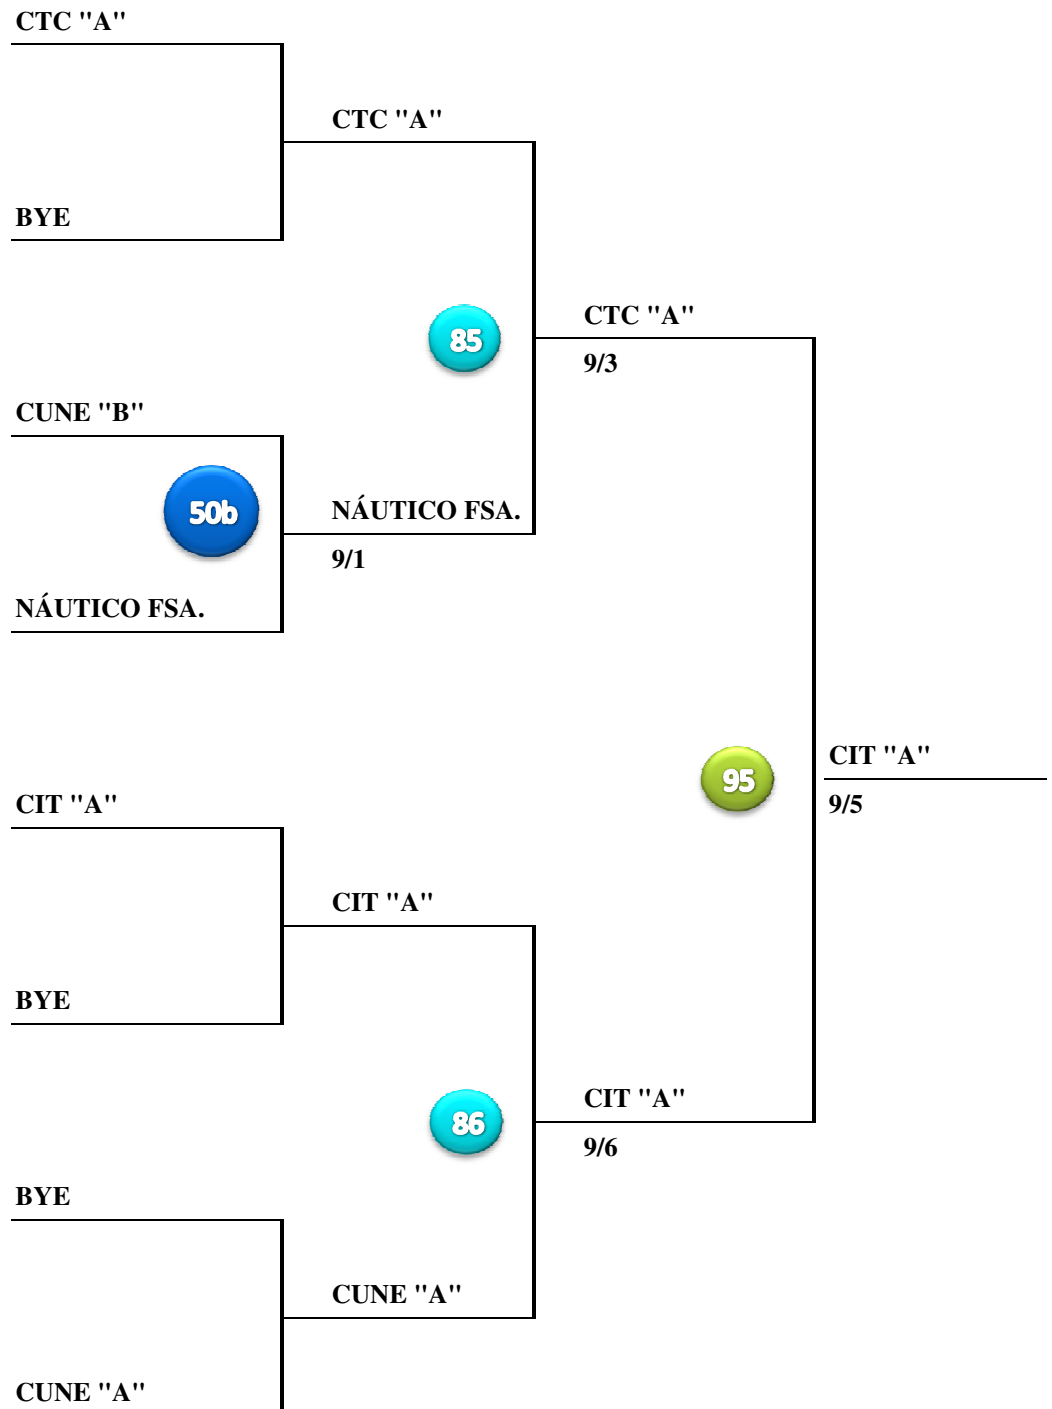 CTC "A"
CTC "A"
BYE
85
CTC "A"
9/3
CUNE "B"
50b
NÁUTICO FSA.
9/1
NÁUTICO FSA.
95
CIT "A"
9/5
CIT "A"
CIT "A"
BYE
86
CIT "A"
9/6
BYE
CUNE "A"
CUNE "A"